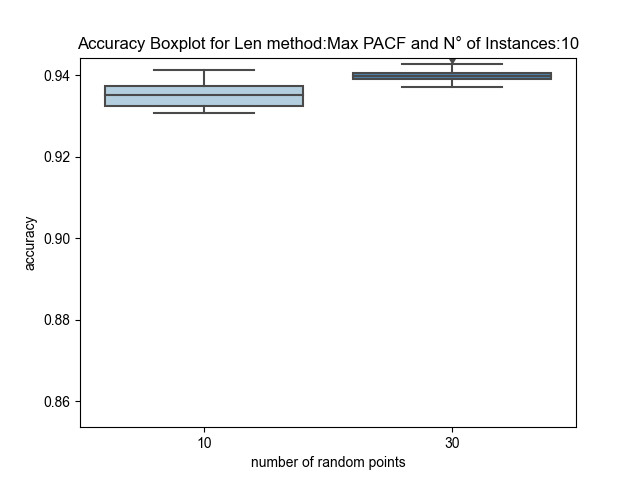 Accuracy Boxplot for Len method:Max PACF and N° of Instances:10
0.94
0.92
0.90
0.88
0.86
accuracy
10
30
number of random points